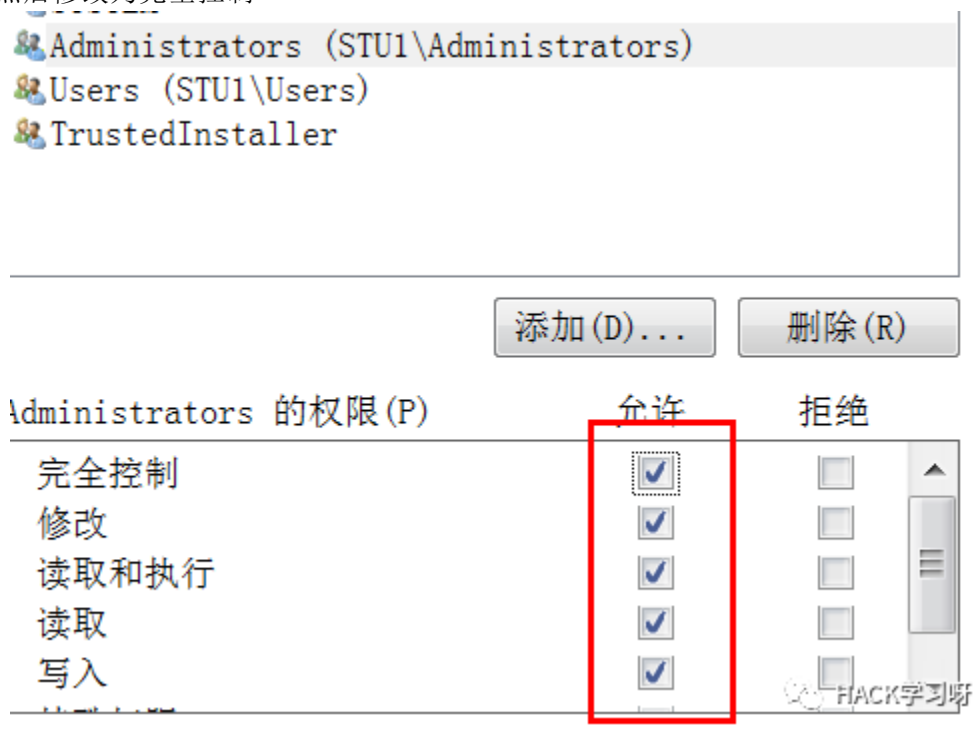 Administrators (STU1\Administrators)
Users (STU1\Users)
TrustedInstaller
添加(D)... 删除(R)
Administrators 的权限(P) 允许 拒绝
完全控制
修改
读取和执行
读取
写入
HACK学习呀